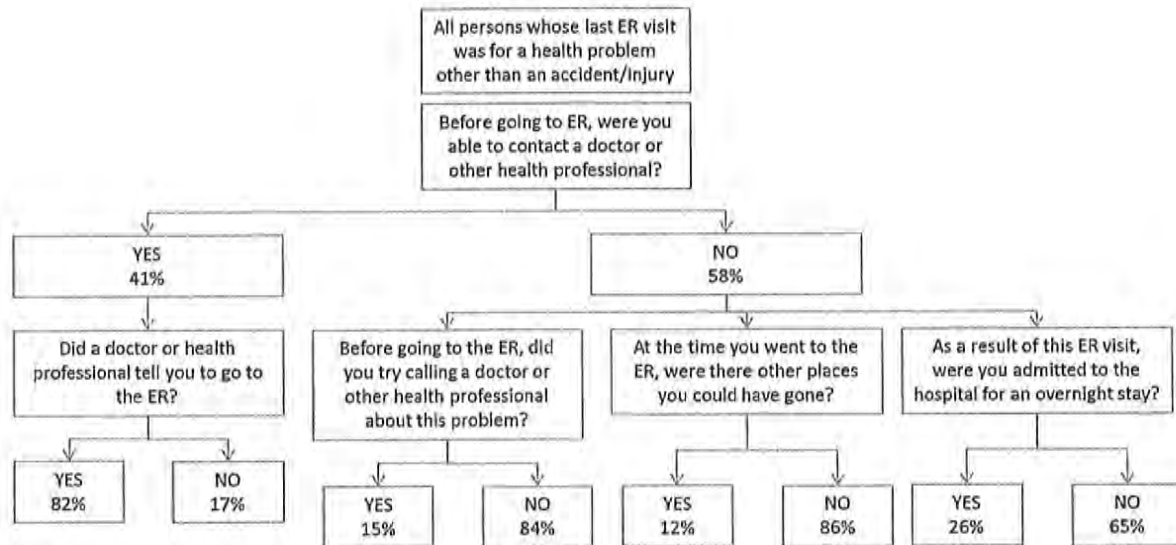 All persons whose last ER visit
was for a health problem
other than an accident/injury
Before going to ER, were you
able to contact a doctor or
other health professional?
YES
41%
NO
58%
Did a doctor or health
professional tell you to go to
the ER?
Before going to the ER, did
you try calling a doctor or
other health professional
about this problem?
At the time you went to the
ER, were there other places
you could have gone?
As a result of this ER visit,
were you admitted to the
hospital for an overnight stay?
YES
82%
NO
17%
YES
15%
NO
84%
YES
12%
NO
86%
YES
26%
NO
65%